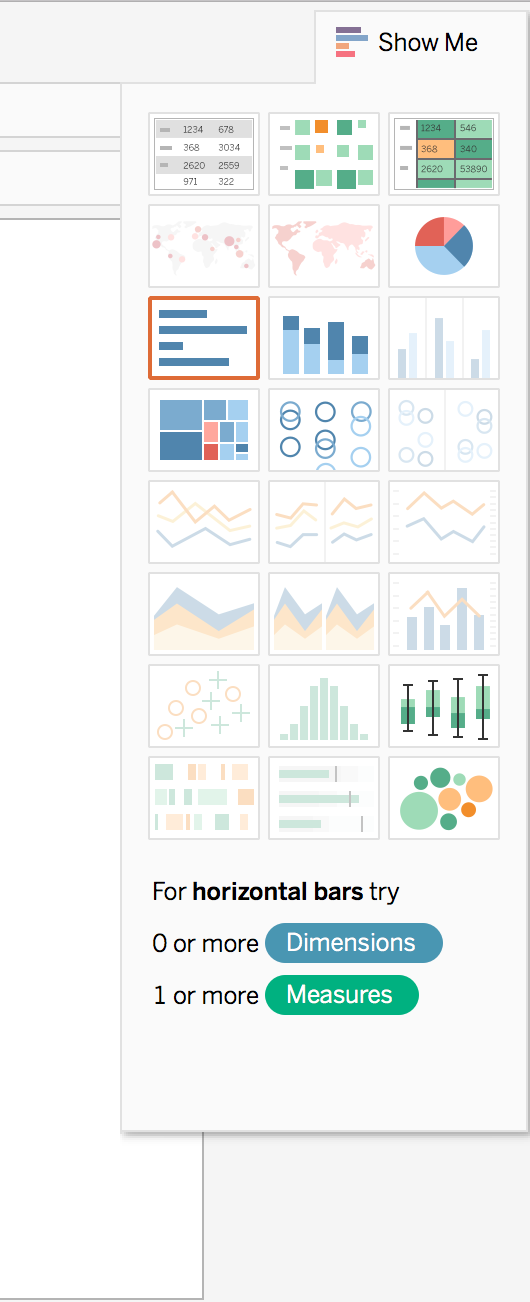 Show Me
1234 678
368 3034
2620 2559
971 322
1234 546
368 340
2620 53890
For horizontal bars try
0 or more Dimensions
1 or more Measures